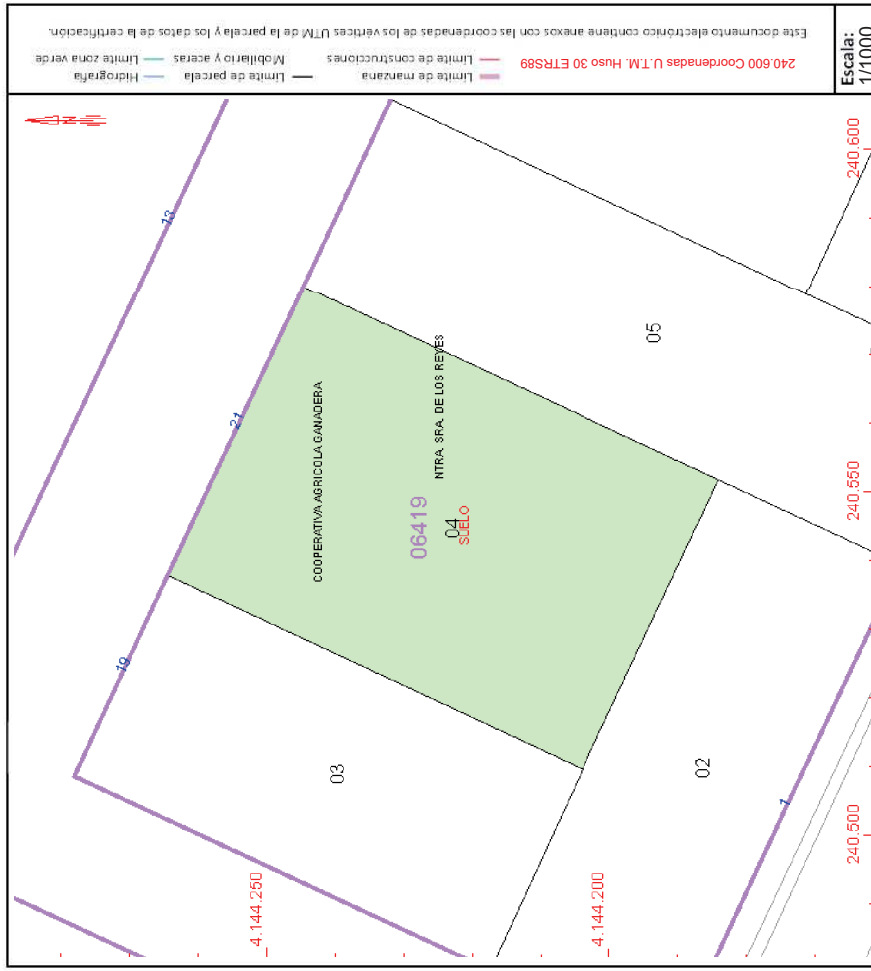 Este documento electrónico contiene anexos con las coordenadas de los vértices UTM de la parcela y los datos de la certificación.
Límite de manzana
Límite de construcciones
Límite de parcela
Mobiliario y aceras
Hidrografía
Límite zona verde
240.600 Coordenadas U.T.M. Huso 30 ETRS89
Escala:
1/1000
13
21
19
COOPERATIVA AGRICOLA GANADERA
NTRA. SRA. DE LOS REYES
06419
04
SUELO
03
05
02
1
4.144.250
4.144.200
240.500
240.550
240.600